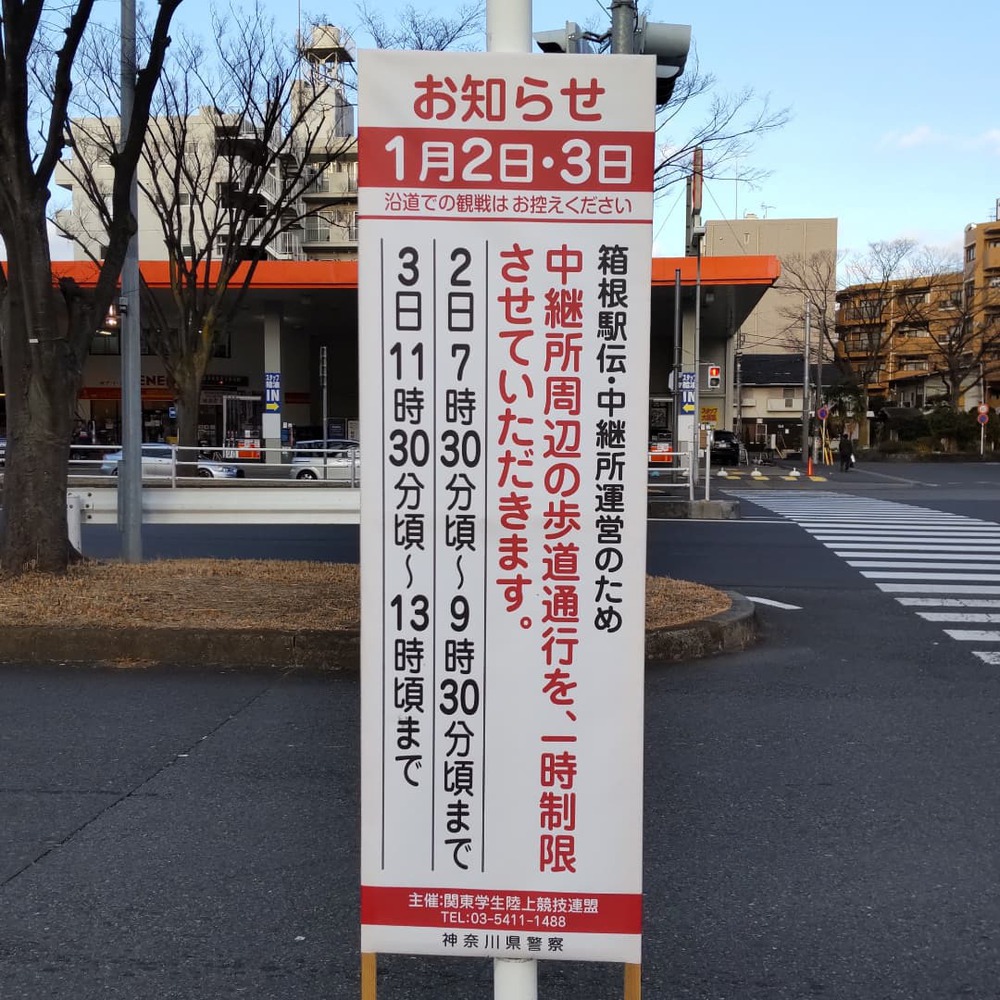 お知らせ
1月2日・3日
沿道での観戦はお控えください
箱根駅伝・中継所運営のため
中継所周辺の歩道通行を、一時制限
させていただきます。
2日 7時30分頃～9時30分頃まで
3日 11時30分頃～13時頃まで
主催:関東学生陸上競技連盟
TEL:03-5411-1488
神奈川県警察
IN
IN